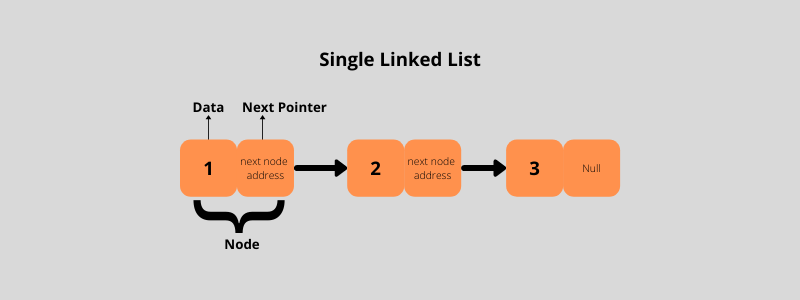 Single Linked List
Data
Next Pointer
1
next node
address
2
next node
address
3
Null
Node